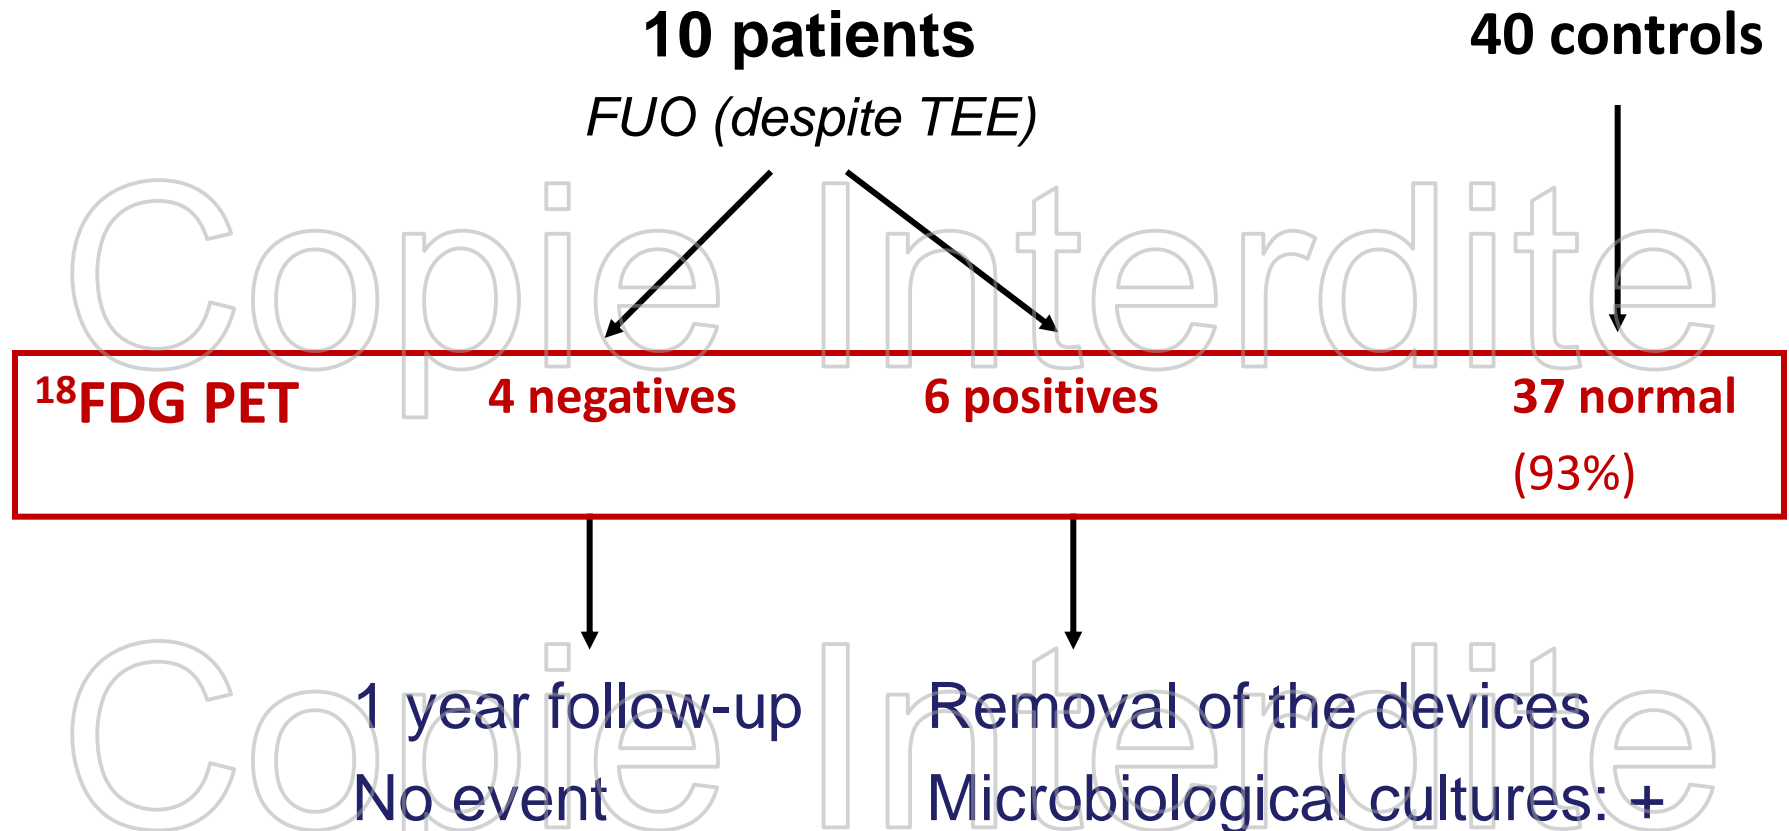 10 patients
40 controls
FUO (despite TEE)
Copie Interdite
¹⁸FDG PET
4 negatives
6 positives
37 normal
(93%)
Copie Interdite
1 year follow-up
Removal of the devices
No event
Microbiological cultures: +